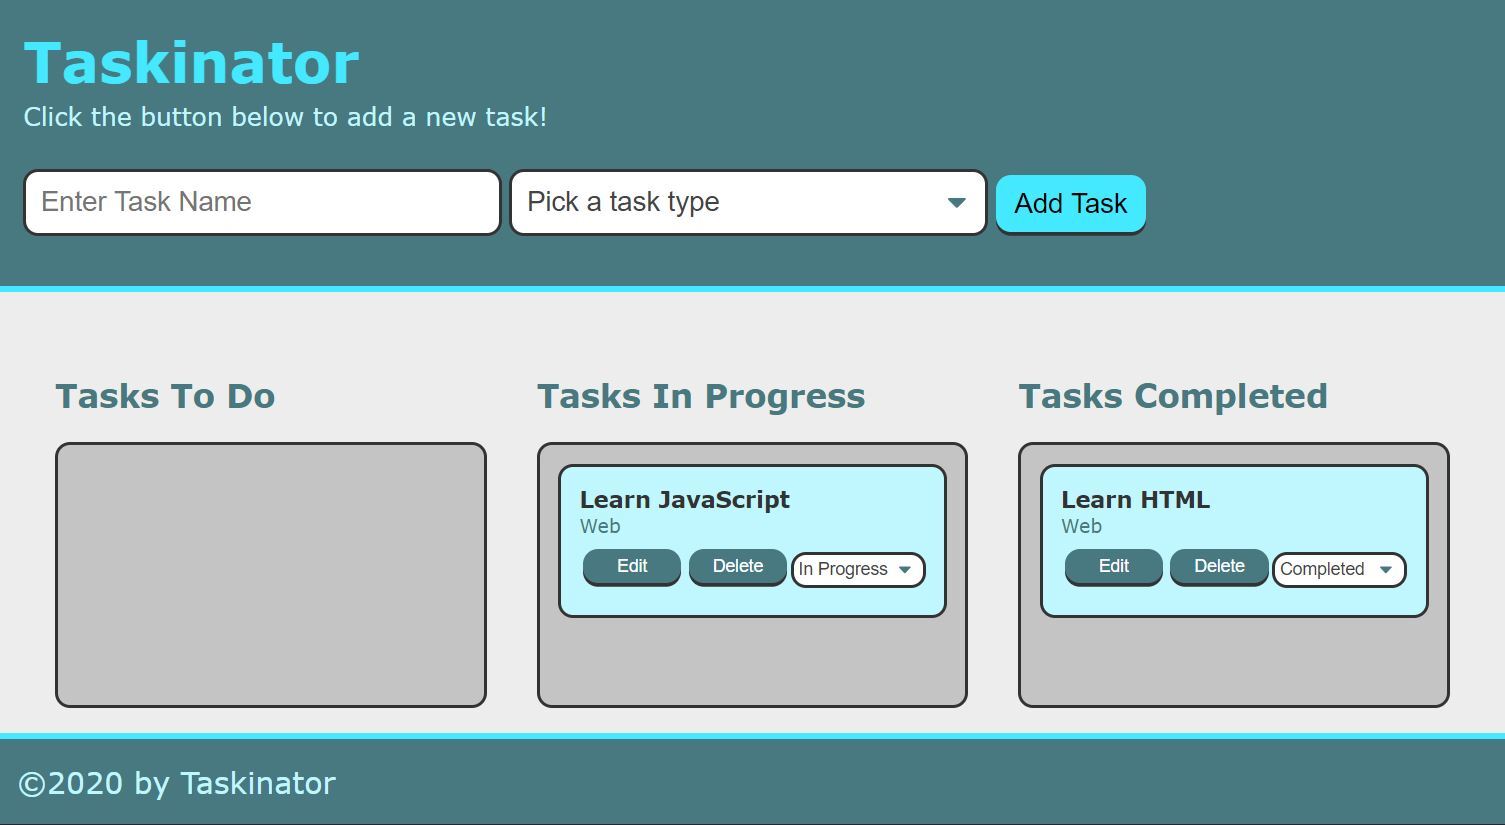 Taskinator
Click the button below to add a new task!
Enter Task Name
Pick a task type
Add Task
Tasks To Do
Tasks In Progress
Tasks Completed
Learn JavaScript
Web
Edit
Delete
In Progress
Learn HTML
Web
Edit
Delete
Completed
©2020 by Taskinator